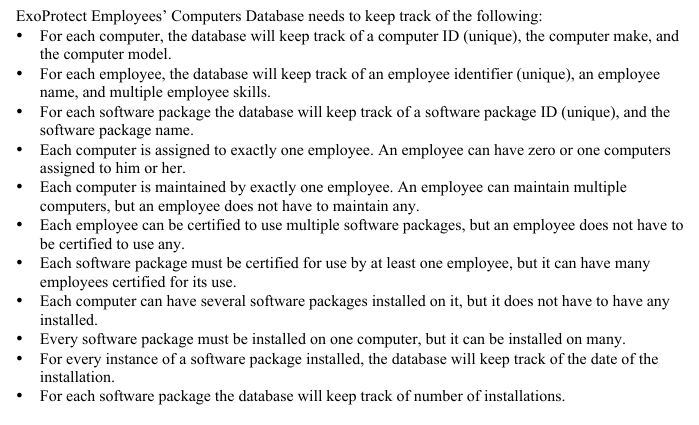 ExoProtect Employees’ Computers Database needs to keep track of the following:
• For each computer, the database will keep track of a computer ID (unique), the computer make, and
the computer model.
• For each employee, the database will keep track of an employee identifier (unique), an employee
name, and multiple employee skills.
• For each software package the database will keep track of a software package ID (unique), and the
software package name.
• Each computer is assigned to exactly one employee. An employee can have zero or one computers
assigned to him or her.
• Each computer is maintained by exactly one employee. An employee can maintain multiple
computers, but an employee does not have to maintain any.
• Each employee can be certified to use multiple software packages, but an employee does not have to
be certified to use any.
• Each software package must be certified for use by at least one employee, but it can have many
employees certified for its use.
• Each computer can have several software packages installed on it, but it does not have to have any
installed.
• Every software package must be installed on one computer, but it can be installed on many.
• For every instance of a software package installed, the database will keep track of the date of the
installation.
• For each software package the database will keep track of number of installations.